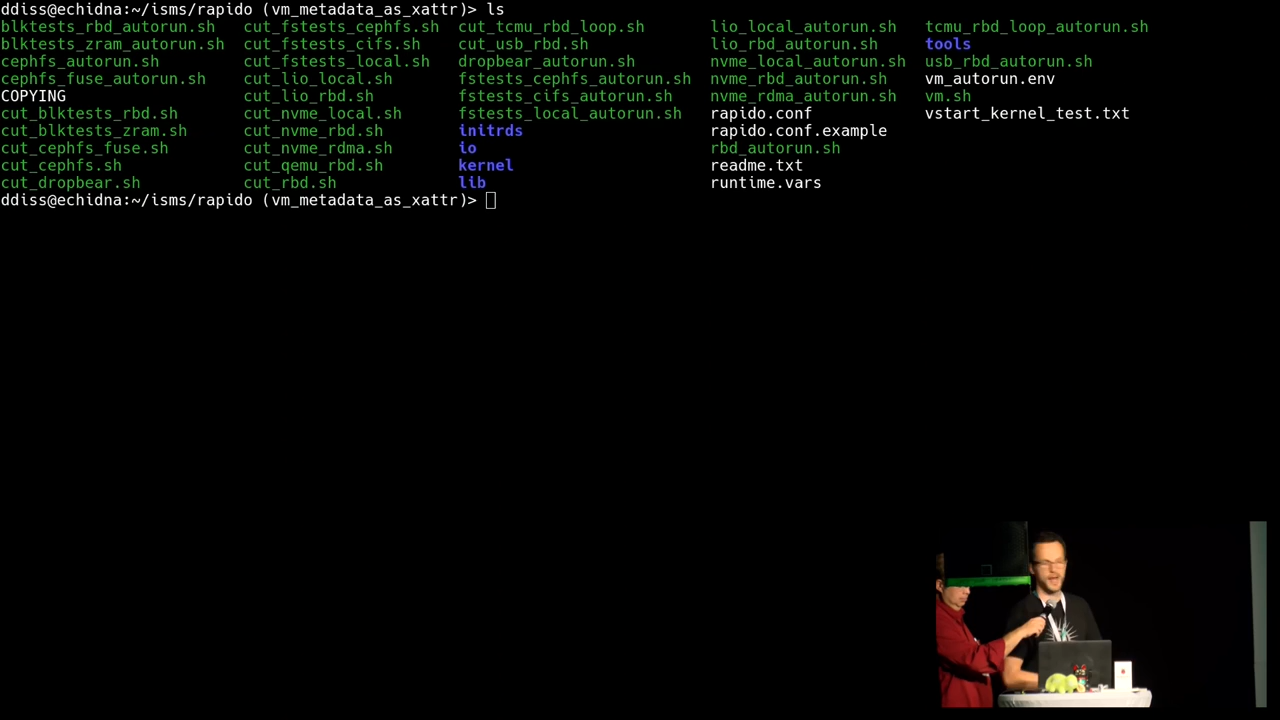 ddiss@echidna:~/isms/rapido (vm_metadata_as_xattr)> ls
blktests_rbd_autorun.sh cut_fstests_cephfs.sh cut_tcmu_rbd_loop.sh lio_local_autorun.sh tcmu_rbd_loop_autorun.sh
blktests_zram_autorun.sh cut_fstests_cifs.sh cut_usb_rbd.sh lio_rbd_autorun.sh tools
cephfs_autorun.sh cut_fstests_local.sh dropbear_autorun.sh nvme_local_autorun.sh usb_rbd_autorun.sh
cephfs_fuse_autorun.sh cut_lio_local.sh fstests_cephfs_autorun.sh nvme_rbd_autorun.sh vm_autorun.env
COPYING cut_lio_rbd.sh fstests_cifs_autorun.sh nvme_rdma_autorun.sh vm.sh
cut_blktests_rbd.sh cut_nvme_local.sh fstests_local_autorun.sh rapido.conf vstart_kernel_test.txt
cut_blktests_zram.sh cut_nvme_rbd.sh initrds rapido.conf.example
cut_cephfs_fuse.sh cut_nvme_rdma.sh io rbd_autorun.sh
cut_cephfs.sh cut_qemu_rbd.sh kernel readme.txt
cut_dropbear.sh cut_rbd.sh lib runtime.vars
ddiss@echidna:~/isms/rapido (vm_metadata_as_xattr)>